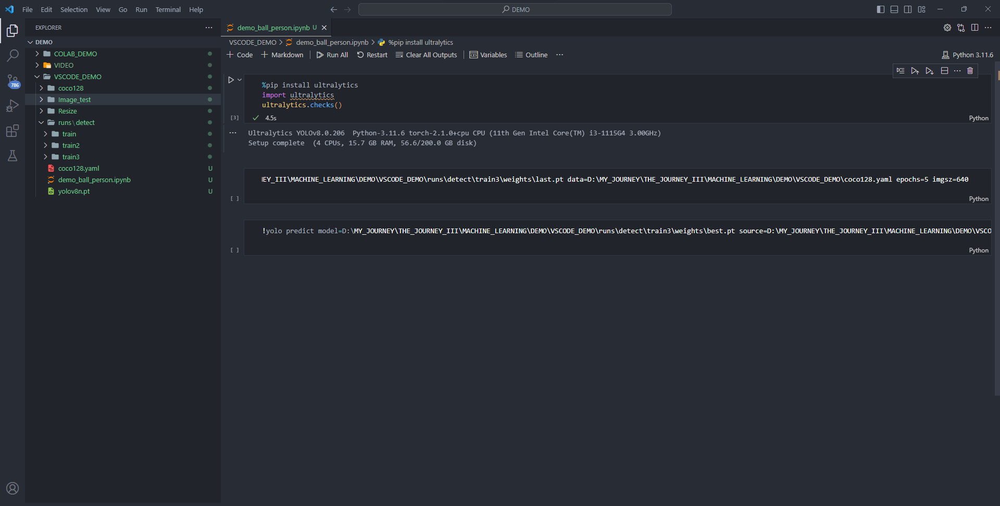 File Edit Selection View Go Run Terminal Help
DEMO
EXPLORER
DEMO
COLAB_DEMO
VIDEO
VSCODE_DEMO
coco128
Image_test
Resize
runs\detect
train
train2
train3
coco128.yaml U
demo_ball_person.ipynb U
yolov8n.pt U
786
demo_ball_person.ipynb U
VSCODE_DEMO > demo_ball_person.ipynb > %pip install ultralytics
+ Code + Markdown | Run All Restart Clear All Outputs | Variables Outline ...
Python 3.11.6
%pip install ultralytics
import ultralytics
ultralytics.checks()
[3] 4.5s
Python
... Ultralytics YOLOv8.0.206 Python-3.11.6 torch-2.1.0+cpu CPU (11th Gen Intel Core(TM) i3-1115G4 3.00GHz)
Setup complete (4 CPUs, 15.7 GB RAM, 56.6/200.0 GB disk)
EY_III\MACHINE_LEARNING\DEMO\VSCODE_DEMO\runs\detect\train3\weights\last.pt data=D:\MY_JOURNEY\THE_JOURNEY_III\MACHINE_LEARNING\DEMO\VSCODE_DEMO\coco128.yaml epochs=5 imgsz=640
[ ]
Python
!yolo predict model=D:\MY_JOURNEY\THE_JOURNEY_III\MACHINE_LEARNING\DEMO\VSCODE_DEMO\runs\detect\train3\weights\best.pt source=D:\MY_JOURNEY\THE_JOURNEY_III\MACHINE_LEARNING\DEMO\VSCO
[ ]
Python